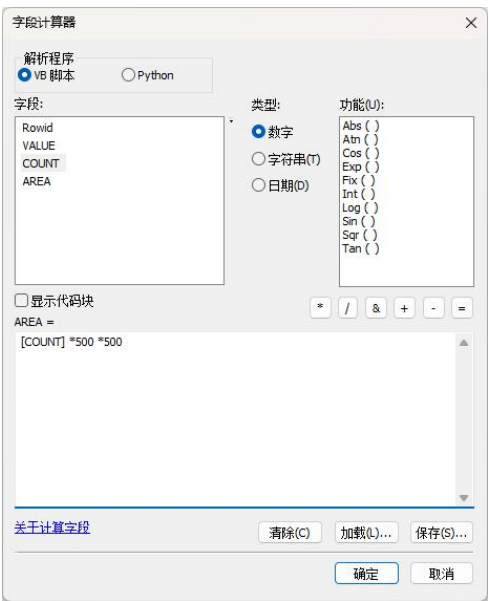 字段计算器
解析程序
VB 脚本
Python
字段:
类型:
功能(U):
Rowid
VALUE
COUNT
AREA
数字
字符串(T)
日期(D)
Abs ( )
Atn ( )
Cos ( )
Exp ( )
Fix ( )
Int ( )
Log ( )
Sin ( )
Sqr ( )
Tan ( )
显示代码块
* / & + - =
AREA =
[COUNT] *500 *500
关于计算字段
清除(C)
加载(L)...
保存(S)...
确定
取消